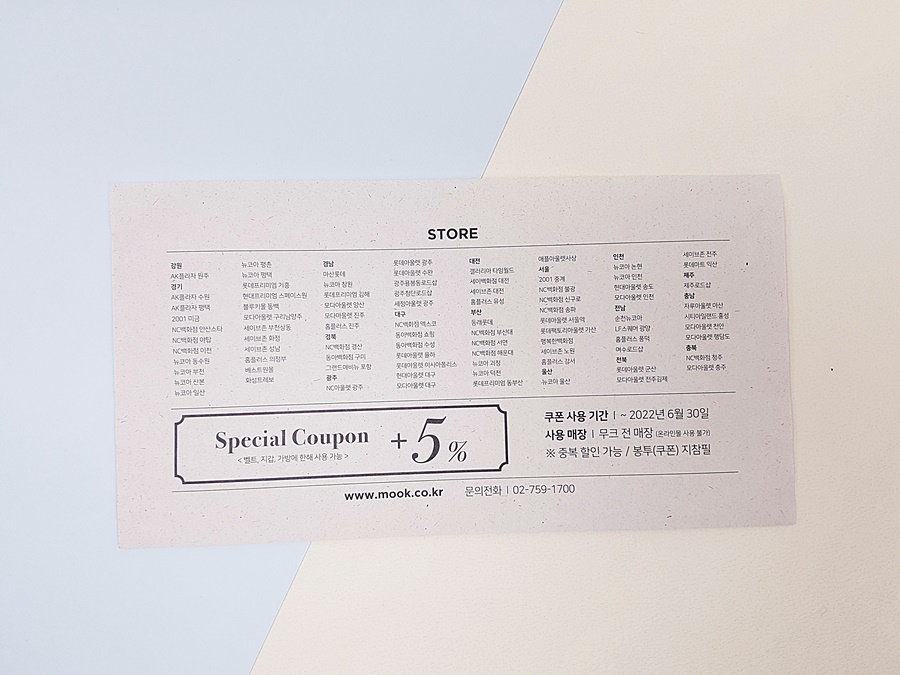 STORE
강원
AK플라자 원주
경기
AK플라자 수원
AK플라자 평택
2001 미금
NC백화점 안산스타
NC백화점 야탑
NC백화점 이천
뉴코아 동수원
뉴코아 부천
뉴코아 산본
뉴코아 일산
뉴코아 평촌
뉴코아 평택
롯데프리미엄 기흥
현대프리미엄 스페이스원
블루키몰 동백
모다아울렛 구리남양주
세이브존 부천상동
세이브존 화정
세이브존 성남
홈플러스 의정부
베스트원몰
화성트레보
경남
마산롯데
뉴코아 창원
롯데프리미엄 김해
모다아울렛 양산
모다아울렛 진주
홈플러스 진주
경북
NC백화점 경산
동아백화점 구미
그랜드애비뉴 포항
광주
NC아울렛 광주
롯데아울렛 광주
롯데아울렛 수완
광주용봉동로드샵
광주첨단로드샵
세정아울렛 광주
대구
NC백화점 엑스코
동아백화점 쇼핑
동아백화점 수성
롯데아울렛 율하
롯데아울렛 이시아폴리스
현대아울렛 대구
모다아울렛 대구
대전
갤러리아 타임월드
세이백화점 대전
세이브존 대전
홈플러스 유성
부산
동래롯데
NC백화점 부산대
NC백화점 서면
NC백화점 해운대
뉴코아 괴정
뉴코아 덕천
롯데프리미엄 동부산
애플아울렛사상
서울
2001 중계
NC백화점 불광
NC백화점 신구로
NC백화점 송파
롯데아울렛 서울역
롯데팩토리아울렛 가산
행복한백화점
세이브존 노원
홈플러스 강서
울산
뉴코아 울산
인천
뉴코아 논현
뉴코아 인천
현대아울렛 송도
모다아울렛 인천
전남
순천뉴코아
LF스퀘어 광양
홈플러스 풍덕
여수로드샵
전북
롯데아울렛 군산
모다아울렛 전주김제
세이브존 전주
롯데마트 익산
제주
제주로드샵
충남
자루아울렛 아산
시티아일랜드 홍성
모다아울렛 천안
모다아울렛 행담도
충북
NC백화점 청주
모다아울렛 충주
Special Coupon +5%
< 벨트, 지갑, 가방에 한해 사용 가능 >
쿠폰 사용 기간 | ~ 2022년 6월 30일
사용 매장 | 무크 전 매장 (온라인몰 사용 불가)
※ 중복 할인 가능 / 봉투(쿠폰) 지참필
www.mook.co.kr 문의전화 | 02-759-1700